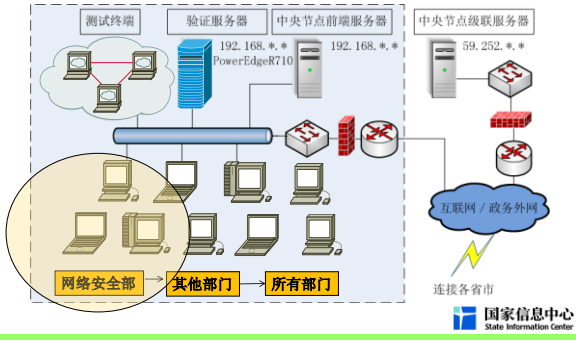 测试终端
验证服务器
中央节点前端服务器
中央节点级联服务器
192.168.*.*
PowerEdgeR710
192.168.*.*
59.252.*.*
互联网/政务外网
网络安全部
其他部门
所有部门
连接各省市
国家信息中心
State Information Center